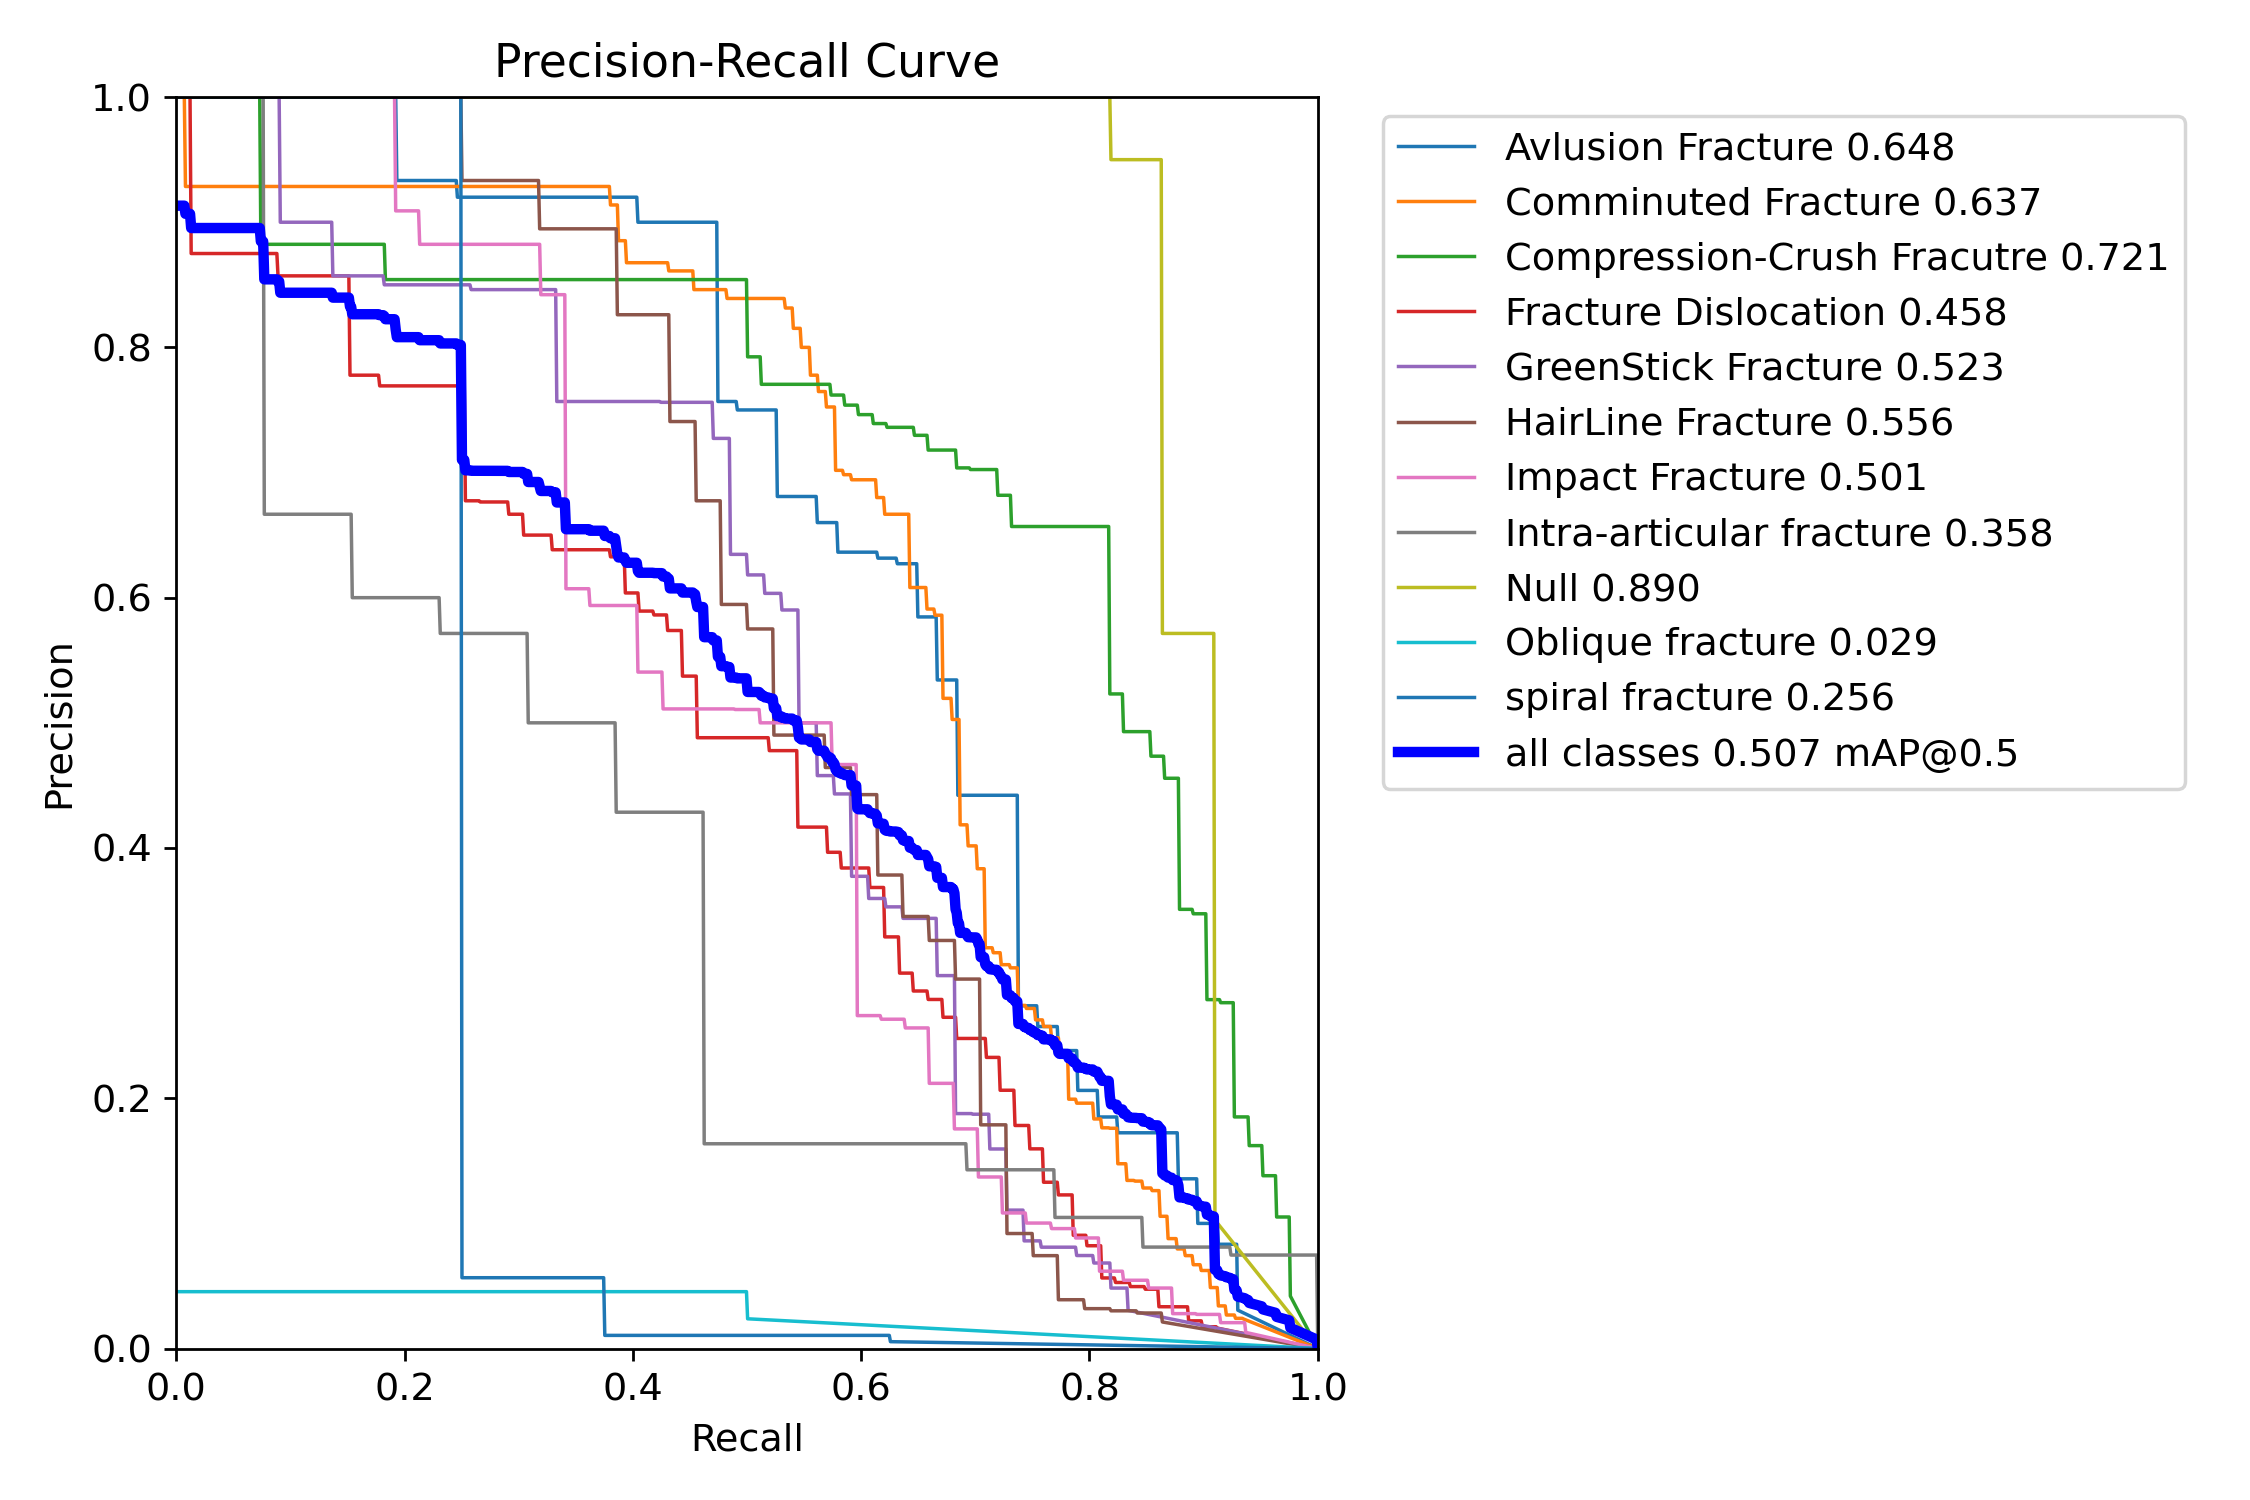 Precision-Recall Curve
1.0
0.8
0.6
0.4
0.2
0.0
Precision
0.0 0.2 0.4 0.6 0.8 1.0
Recall
Avlusion Fracture 0.648
Comminuted Fracture 0.637
Compression-Crush Fracutre 0.721
Fracture Dislocation 0.458
GreenStick Fracture 0.523
HairLine Fracture 0.556
Impact Fracture 0.501
Intra-articular fracture 0.358
Null 0.890
Oblique fracture 0.029
spiral fracture 0.256
all classes 0.507 mAP@0.5